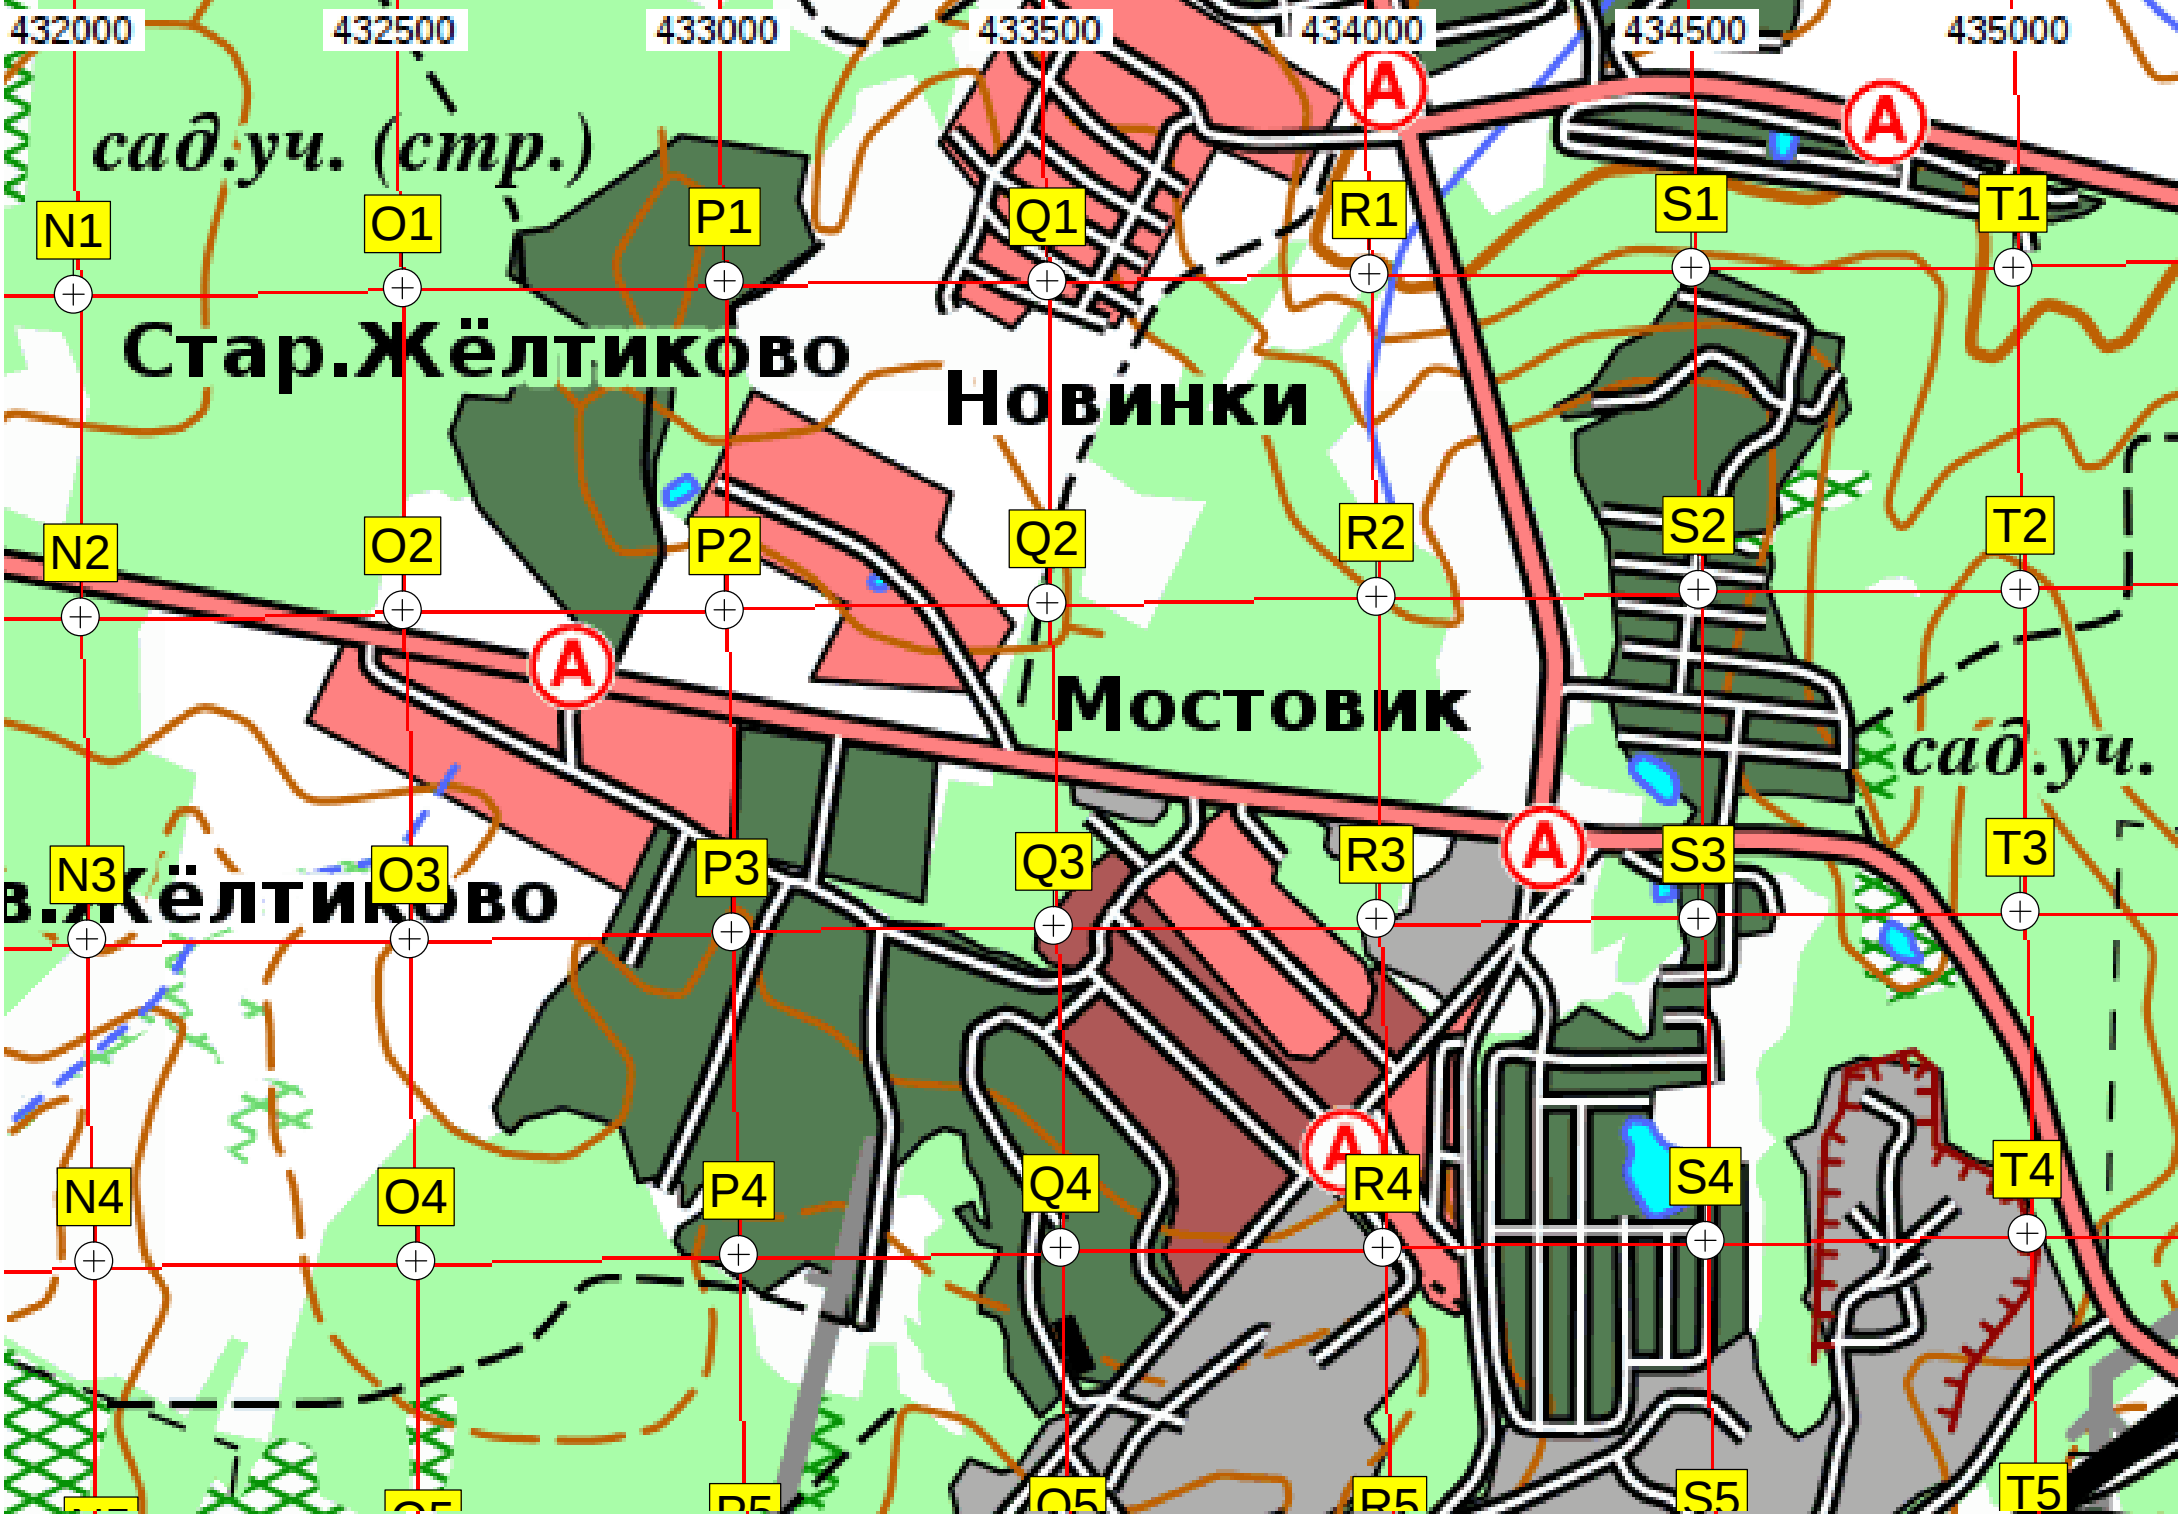 432000 432500 433000 433500 434000 434500 435000
А
А
сад.уч. (стр.)
N1 O1 P1 Q1 R1 S1 T1
Стар.Жёлтиково
Новинки
N2 O2 P2 Q2 R2 S2 T2
А
Мостовик
сад.уч.
А
N3 O3 P3 Q3 R3 S3 T3
в.Жёлтиково
А
N4 O4 P4 Q4 R4 S4 T4
P5 Q5 R5 S5 T5